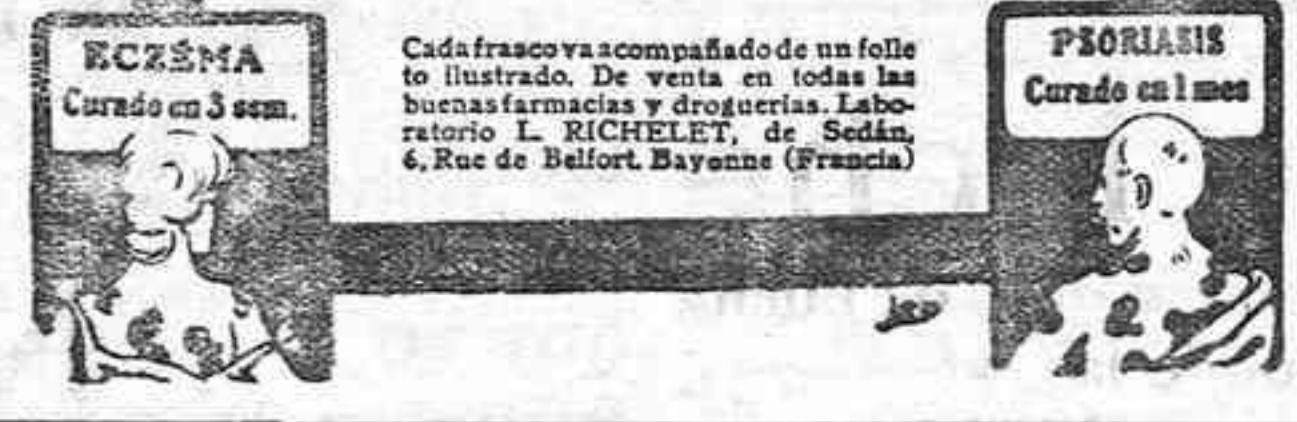 ECZÉMA
Curado en 3 sem.
Cada frasco va acompañado de un folle
to ilustrado. De venta en todas las
buenas farmacias y droguerias. Labo-
ratorio L. RICHELET, de Sedán,
6, Rue de Belfort. Bayonne (Francia)
PSORIASIS
Curado en 1 mes